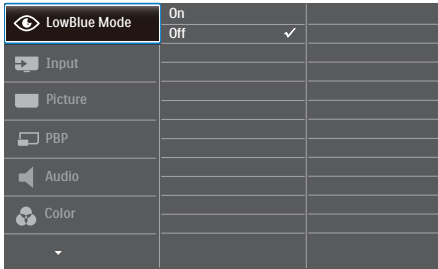 LowBlue Mode
On
Off
Input
Picture
PBP
Audio
Color